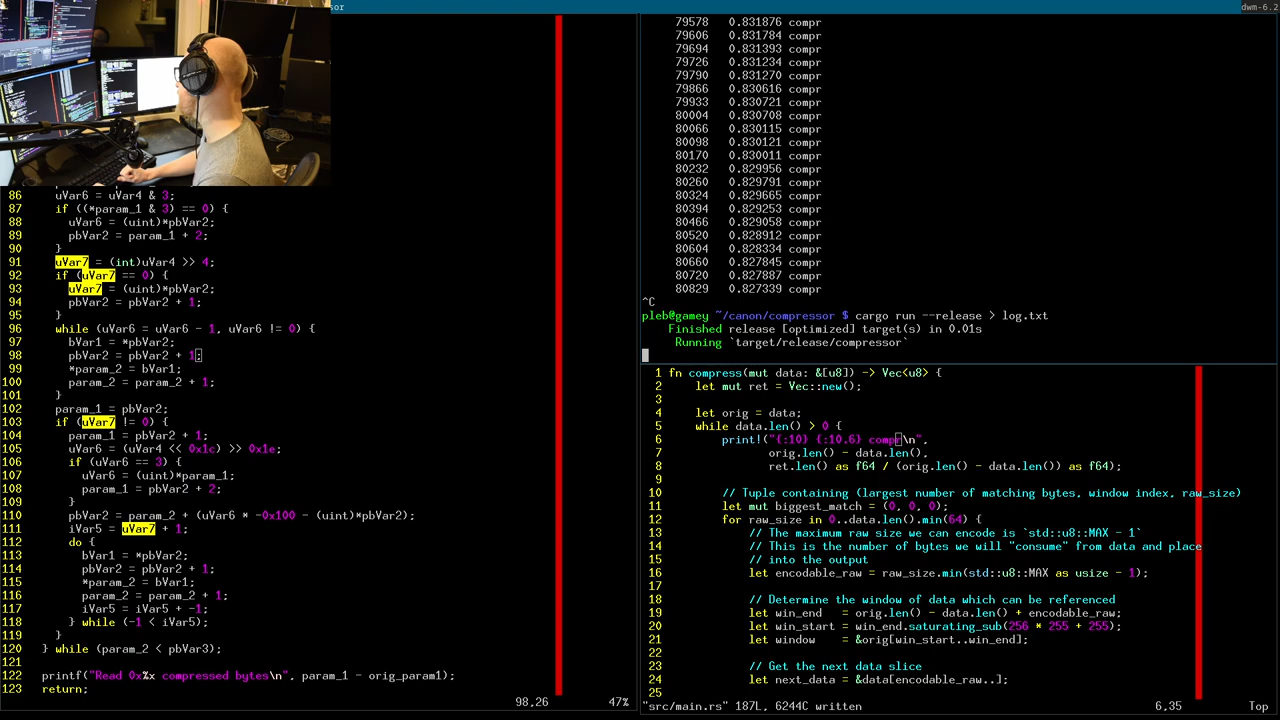 sor
dwm-6.2
86 uVar6 = uVar4 & 3;
87 if ((*param_1 & 3) == 0) {
88 uVar6 = (uint)*pbVar2;
89 pbVar2 = param_1 + 2;
90 }
91 uVar7 = (int)uVar4 >> 4;
92 if (uVar7 == 0) {
93 uVar7 = (uint)*pbVar2;
94 pbVar2 = pbVar2 + 1;
95 }
96 while (uVar6 = uVar6 - 1, uVar6 != 0) {
97 bVar1 = *pbVar2;
98 pbVar2 = pbVar2 + 1;
99 *param_2 = bVar1;
100 param_2 = param_2 + 1;
101 }
102 param_1 = pbVar2;
103 if (uVar7 != 0) {
104 param_1 = pbVar2 + 1;
105 uVar6 = (uVar4 << 0x1c) >> 0x1e;
106 if (uVar6 == 3) {
107 uVar6 = (uint)*param_1;
108 param_1 = pbVar2 + 2;
109 }
110 pbVar2 = param_2 + (uVar6 * -0x100 - (uint)*pbVar2);
111 iVar5 = uVar7 + 1;
112 do {
113 bVar1 = *pbVar2;
114 pbVar2 = pbVar2 + 1;
115 *param_2 = bVar1;
116 param_2 = param_2 + 1;
117 iVar5 = iVar5 + -1;
118 } while (-1 < iVar5);
119 }
120 } while (param_2 < pbVar3);
121
122 printf("Read 0x%x compressed bytes\n", param_1 - orig_param1);
123 return;
98,26 47%
79578 0.831876 compr
79606 0.831784 compr
79694 0.831393 compr
79726 0.831234 compr
79790 0.831270 compr
79866 0.830616 compr
79933 0.830721 compr
80004 0.830708 compr
80066 0.830115 compr
80098 0.830121 compr
80170 0.830011 compr
80232 0.829956 compr
80260 0.829791 compr
80324 0.829665 compr
80394 0.829253 compr
80466 0.829058 compr
80520 0.828912 compr
80604 0.828334 compr
80660 0.827845 compr
80720 0.827887 compr
80829 0.827339 compr
^C
pleb@gamey ~/canon/compressor $ cargo run --release > log.txt
Finished release [optimized] target(s) in 0.01s
Running `target/release/compressor`
1 fn compress(mut data: &[u8]) -> Vec<u8> {
2 let mut ret = Vec::new();
3
4 let orig = data;
5 while data.len() > 0 {
6 print!("{:10} {:10.6} compr\n",
7 orig.len() - data.len(),
8 ret.len() as f64 / (orig.len() - data.len()) as f64);
9
10 // Tuple containing (largest number of matching bytes, window index, raw_size)
11 let mut biggest_match = (0, 0, 0);
12 for raw_size in 0..data.len().min(64) {
13 // The maximum raw size we can encode is `std::u8::MAX - 1`
14 // This is the number of bytes we will "consume" from data and place
15 // into the output
16 let encodable_raw = raw_size.min(std::u8::MAX as usize - 1);
17
18 // Determine the window of data which can be referenced
19 let win_end = orig.len() - data.len() + encodable_raw;
20 let win_start = win_end.saturating_sub(256 * 255 + 255);
21 let window = &orig[win_start..win_end];
22
23 // Get the next data slice
24 let next_data = &data[encodable_raw..];
25
"src/main.rs" 187L, 6244C written 6,35 Top